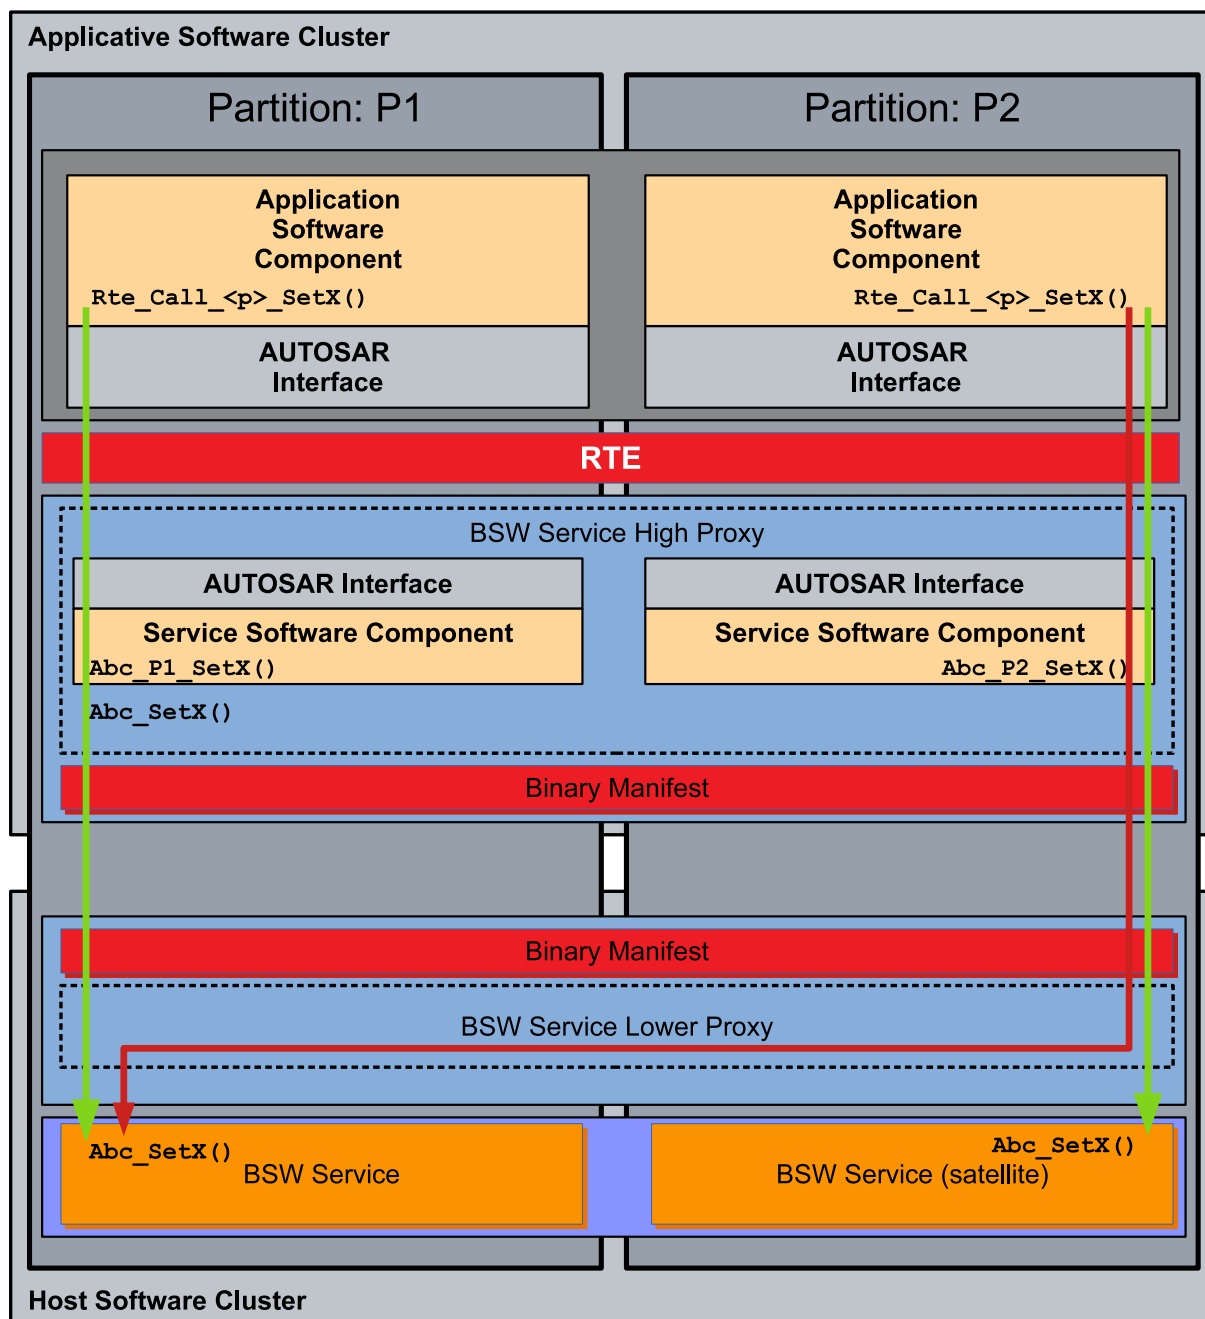 Applicative Software Cluster
Partition: P1
Partition: P2
Application
Software
Component
Rte_Call_<p>_SetX()
AUTOSAR
Interface
Application
Software
Component
Rte_Call_<p>_SetX()
AUTOSAR
Interface
RTE
BSW Service High Proxy
AUTOSAR Interface
Service Software Component
Abc_P1_SetX()
Abc_SetX()
AUTOSAR Interface
Service Software Component
Abc_P2_SetX()
Binary Manifest
Binary Manifest
BSW Service Lower Proxy
Abc_SetX()
BSW Service
Abc_SetX()
BSW Service (satellite)
Host Software Cluster